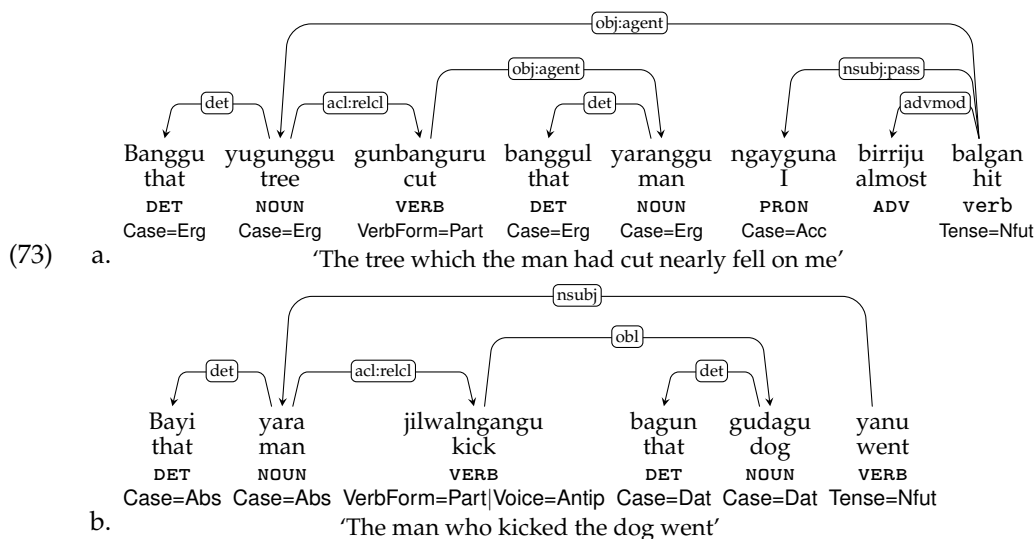 obj:agent
obj:agent nsubj:pass
det acl:relcl det advmod
Banggu yugunggu gunbanguru banggul yaranggu ngayguna birriju balgan
that tree cut that man I almost hit
DET NOUN VERB DET NOUN PRON ADV verb
Case=Erg Case=Erg VerbForm=Part Case=Erg Case=Erg Case=Acc Tense=Nfut
(73) a. ‘The tree which the man had cut nearly fell on me’
nsubj
obl
det acl:relcl det
Bayi yara jilwalngangu bagun gudagu yanu
that man kick that dog went
DET NOUN VERB DET NOUN VERB
Case=Abs Case=Abs VerbForm=Part|Voice=Antip Case=Dat Case=Dat Tense=Nfut
b. ‘The man who kicked the dog went’